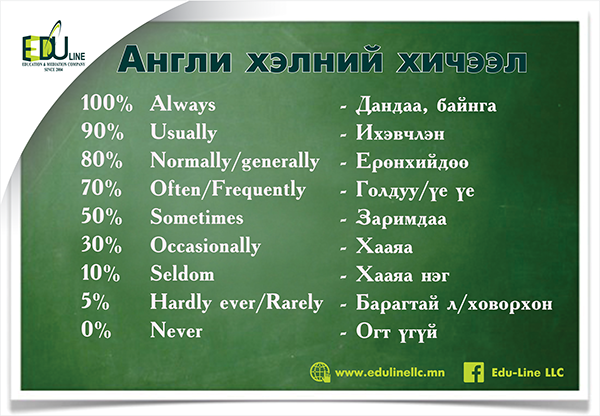 EDU LINE
EDUCATION & MEDIATION COMPANY
SINCE 2004
Англи хэлний хичээл
100% Always - Дандаа, байнга
90% Usually - Ихэвчлэн
80% Normally/generally - Ерөнхийдөө
70% Often/Frequently - Голдуу/үе үе
50% Sometimes - Заримдаа
30% Occasionally - Хааяа
10% Seldom - Хааяа нэг
5% Hardly ever/Rarely - Барагтай л/ховорхон
0% Never - Огт үгүй
www.edulinellc.mn Edu-Line LLC